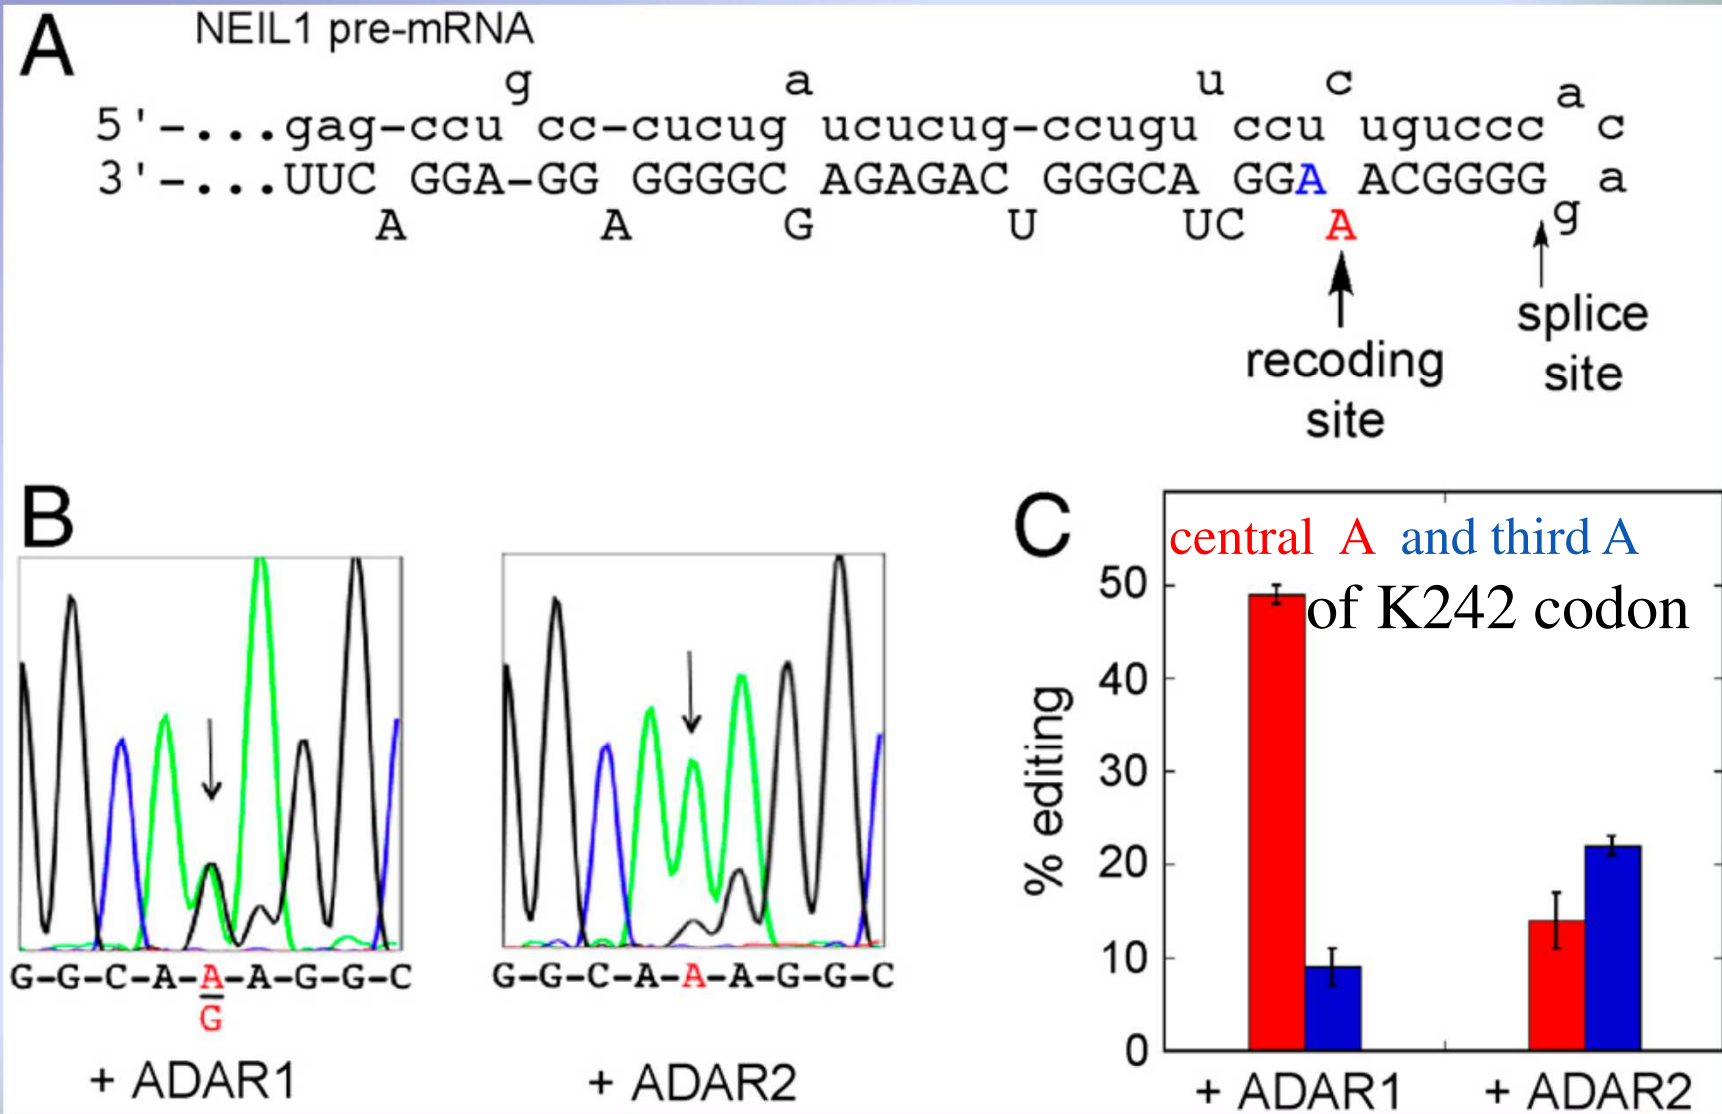 A
NEIL1 pre-mRNA
g a u c a
5'-...gag-ccu cc-cucug ucucug-ccugu ccu uguccc c
3'-...UUC GGA-GG GGGGC AGAGAC GGGCA GGA ACGGGG a
A A G U UC A g
recoding
site
splice
site
B
G-G-C-A-A-A-G-G-C
G
+ ADAR1
G-G-C-A-A-A-G-G-C
+ ADAR2
C
central A and third A
of K242 codon
% editing
50
40
30
20
10
0
+ ADAR1
+ ADAR2